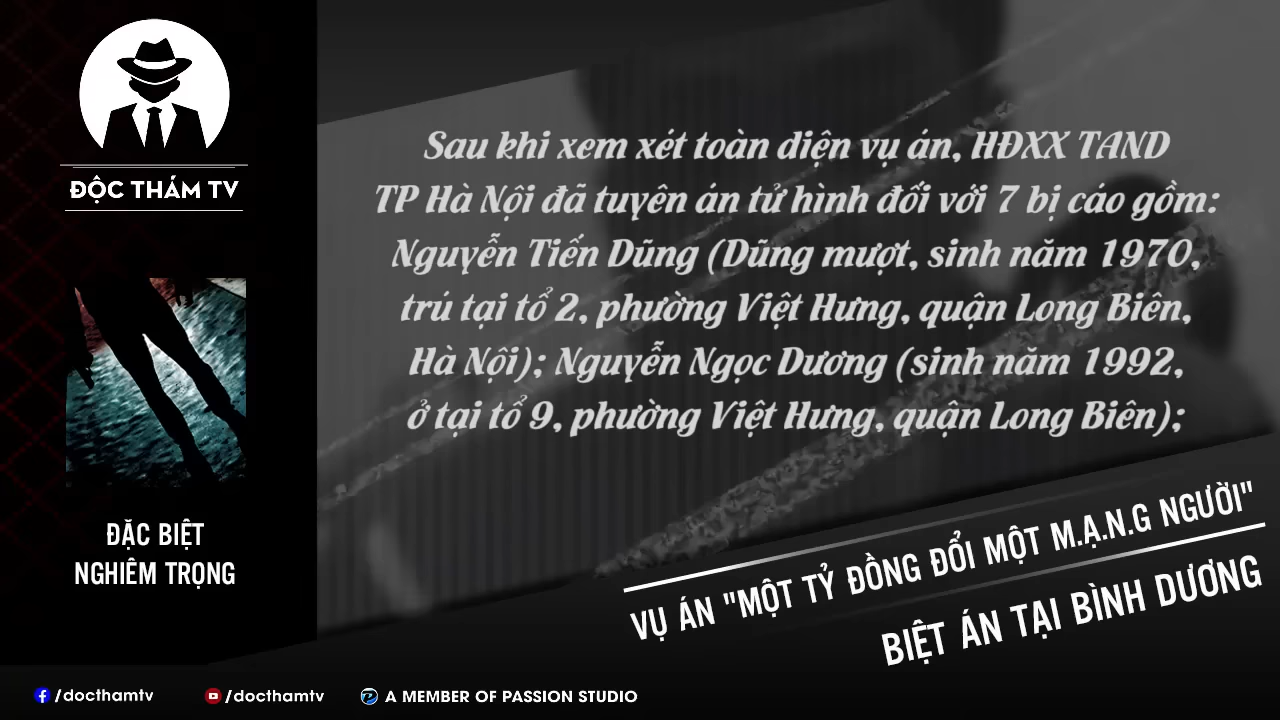 ĐỘC THÁM TV
ĐẶC BIỆT
NGHIÊM TRỌNG
Sau khi xem xét toàn diện vụ án, HĐXX TAND
TP Hà Nội đã tuyên án tử hình đối với 7 bị cáo gồm:
Nguyễn Tiến Dũng (Dũng mượt, sinh năm 1970,
trú tại tổ 2, phường Việt Hưng, quận Long Biên,
Hà Nội); Nguyễn Ngọc Dương (sinh năm 1992,
ở tại tổ 9, phường Việt Hưng, quận Long Biên);
VỤ ÁN "MỘT TỶ ĐỒNG ĐỔI MỘT M.Ạ.N.G NGƯỜI"
BIỆT ÁN TẠI BÌNH DƯƠNG
/docthamtv
/docthamtv
A MEMBER OF PASSION STUDIO